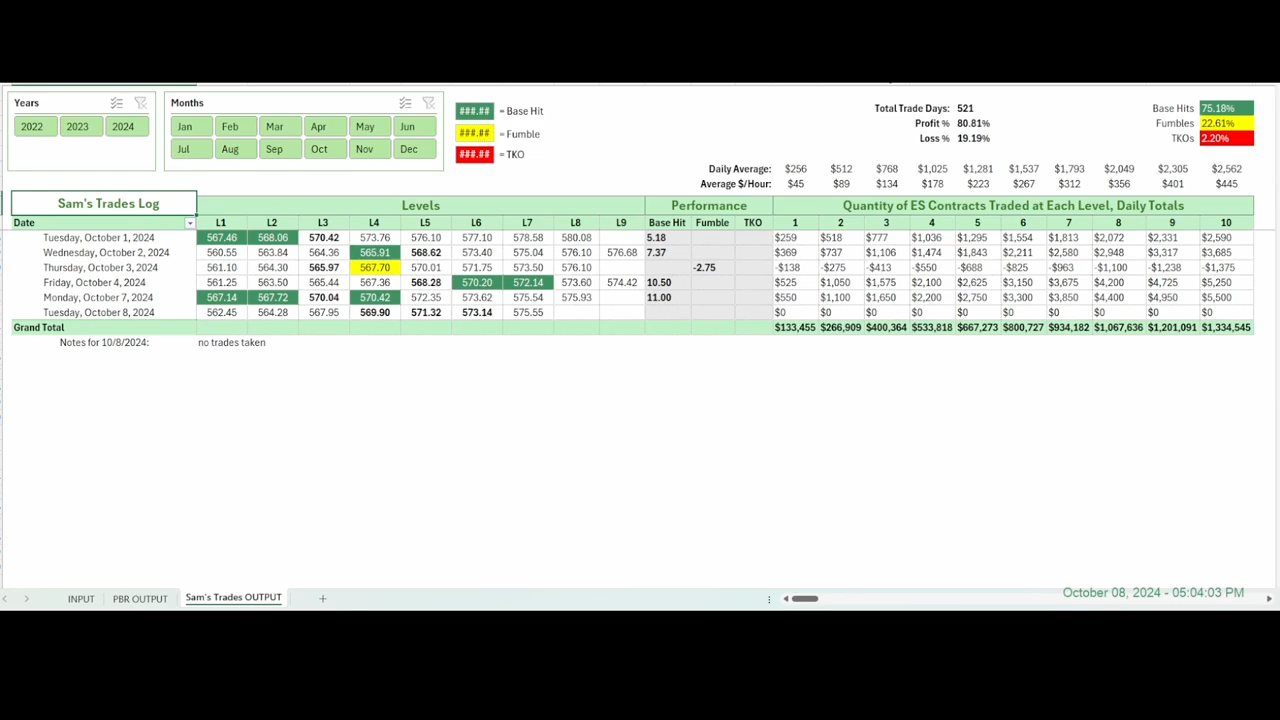 Years
2022 2023 2024
Months
Jan Feb Mar Apr May Jun
Jul Aug Sep Oct Nov Dec
###.## = Base Hit
###.## = Fumble
###.## = TKO
Total Trade Days: 521
Profit % 80.81%
Loss % 19.19%
Base Hits 75.18%
Fumbles 22.61%
TKOs 2.20%
Daily Average: $256 $512 $768 $1,025 $1,281 $1,537 $1,793 $2,049 $2,305 $2,562
Average $/Hour: $45 $89 $134 $178 $223 $267 $312 $356 $401 $445
Sam's Trades Log Levels Performance Quantity of ES Contracts Traded at Each Level, Daily Totals
Date L1 L2 L3 L4 L5 L6 L7 L8 L9 Base Hit Fumble TKO 1 2 3 4 5 6 7 8 9 10
Tuesday, October 1, 2024 567.46 568.06 570.42 573.76 576.10 577.10 578.58 580.08 5.18 $259 $518 $777 $1,036 $1,295 $1,554 $1,813 $2,072 $2,331 $2,590
Wednesday, October 2, 2024 560.55 563.84 564.36 565.91 568.62 573.40 575.04 576.10 576.68 7.37 $369 $737 $1,106 $1,474 $1,843 $2,211 $2,580 $2,948 $3,317 $3,685
Thursday, October 3, 2024 561.10 564.30 565.97 567.70 570.01 571.75 573.50 576.10 -2.75 -$138 -$275 -$413 -$550 -$688 -$825 -$963 -$1,100 -$1,238 -$1,375
Friday, October 4, 2024 561.25 563.50 565.44 567.36 568.28 570.20 572.14 573.60 574.42 10.50 $525 $1,050 $1,575 $2,100 $2,625 $3,150 $3,675 $4,200 $4,725 $5,250
Monday, October 7, 2024 567.14 567.72 570.04 570.42 572.35 573.62 575.54 575.93 11.00 $550 $1,100 $1,650 $2,200 $2,750 $3,300 $3,850 $4,400 $4,950 $5,500
Tuesday, October 8, 2024 562.45 564.28 567.95 569.90 571.32 573.14 575.55 $0 $0 $0 $0 $0 $0 $0 $0 $0 $0
Grand Total $133,455 $266,909 $400,364 $533,818 $667,273 $800,727 $934,182 $1,067,636 $1,201,091 $1,334,545
Notes for 10/8/2024: no trades taken
INPUT PBR OUTPUT Sam's Trades OUTPUT
October 08, 2024 - 05:04:03 PM